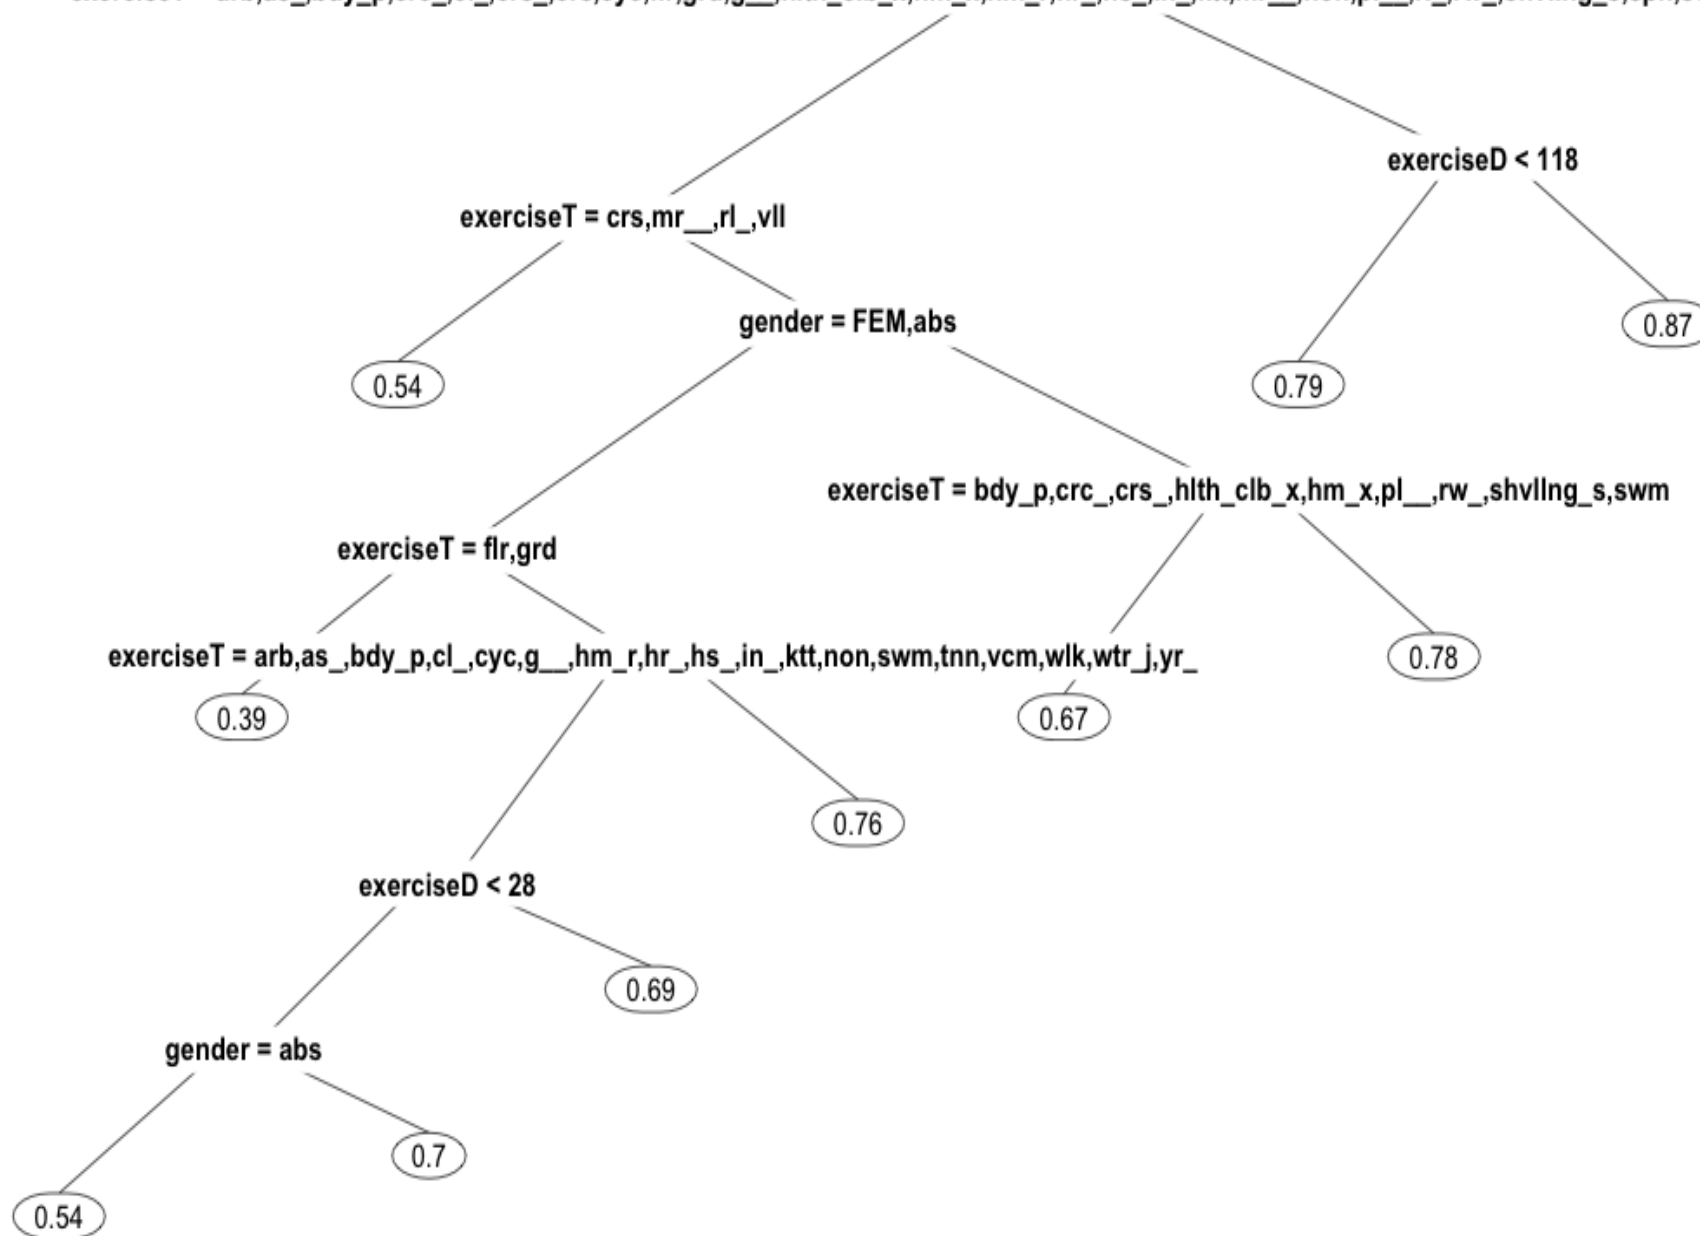 exerciseD < 118
exerciseT = crs,mr__,rl_,vll
gender = FEM,abs
0.87
0.54
0.79
exerciseT = bdy_p,crc_,crs_,hlth_clb_x,hm_x,pl__,rw_,shvllng_s,swm
exerciseT = flr,grd
exerciseT = arb,as_,bdy_p,cl_,cyc,g__,hm_r,hr_,hs_,in_,ktt,non,swm,tnn,vcm,wlk,wtr_j,yr_
0.78
0.39
0.67
0.76
exerciseD < 28
0.69
gender = abs
0.7
0.54